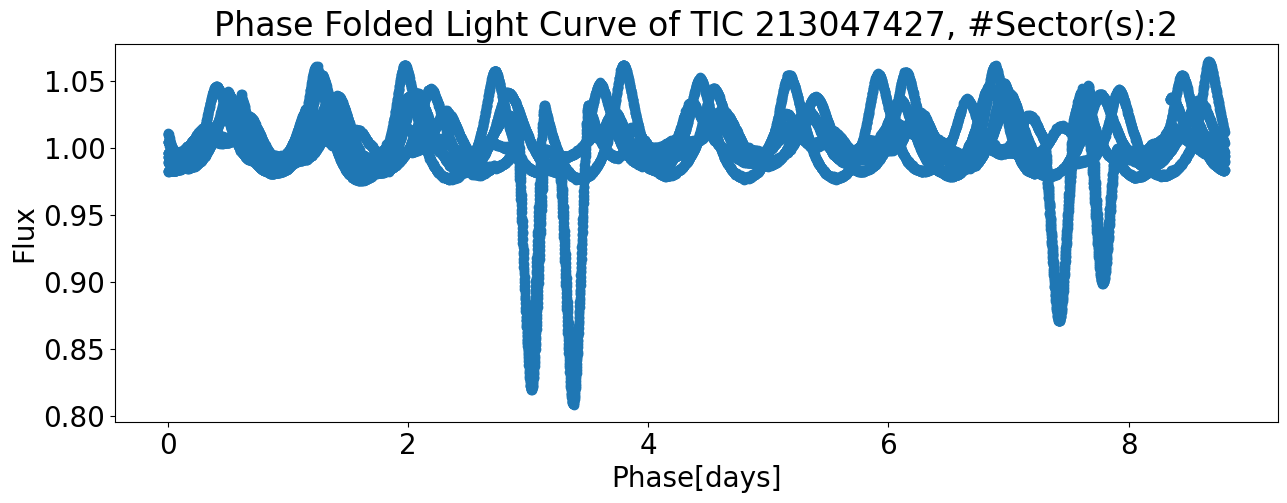 Phase Folded Light Curve of TIC 213047427, #Sector(s):2
1.05
1.00
0.95
0.90
0.85
0.80
Flux
0 2 4 6 8
Phase[days]